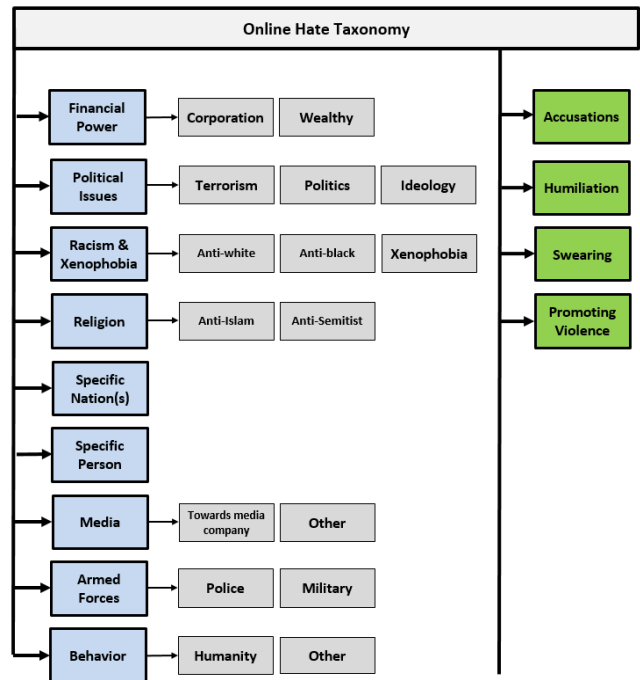 Online Hate Taxonomy
Financial
Power
Corporation
Wealthy
Accusations
Political
Issues
Terrorism
Politics
Ideology
Humiliation
Racism &
Xenophobia
Anti-white
Anti-black
Xenophobia
Swearing
Religion
Anti-Islam
Anti-Semitist
Promoting
Violence
Specific
Nation(s)
Specific
Person
Media
Towards media
company
Other
Armed
Forces
Police
Military
Behavior
Humanity
Other